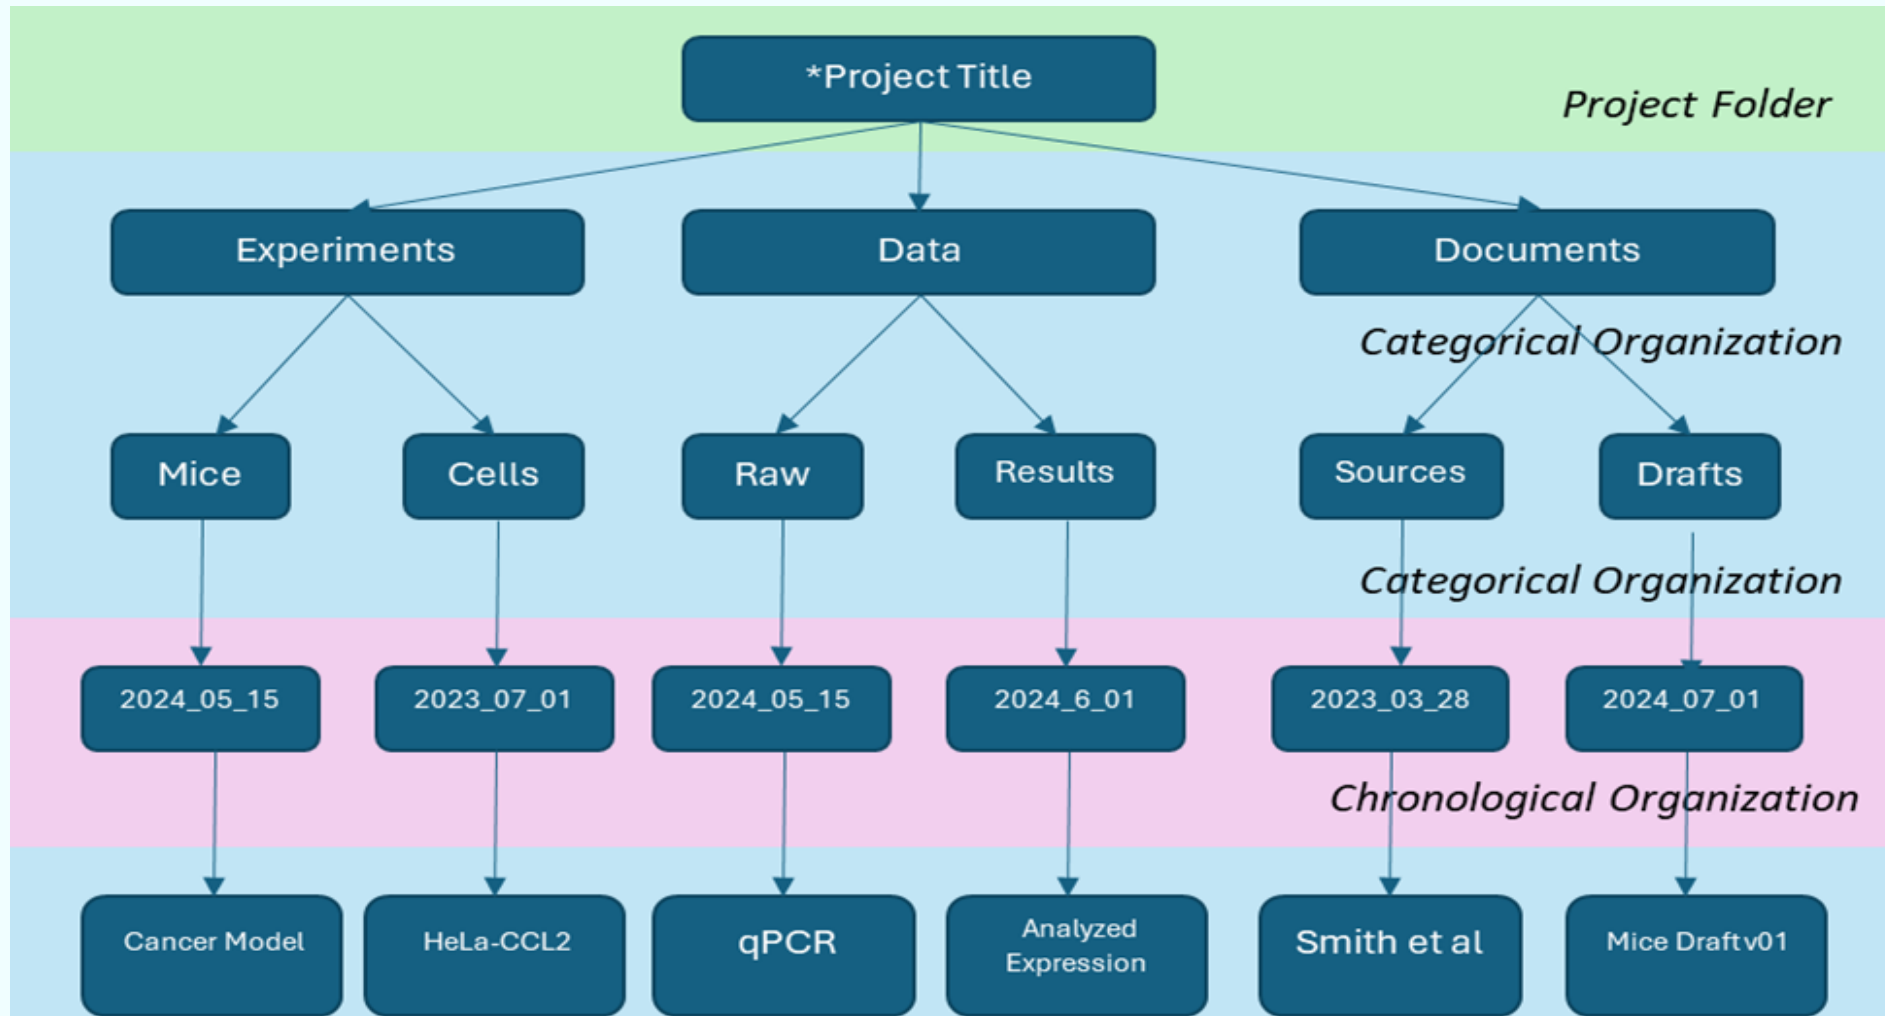 *Project Title
Project Folder
Experiments
Data
Documents
Categorical Organization
Mice
Cells
Raw
Results
Sources
Drafts
Categorical Organization
2024_05_15
2023_07_01
2024_05_15
2024_6_01
2023_03_28
2024_07_01
Chronological Organization
Cancer Model
HeLa-CCL2
qPCR
Analyzed
Expression
Smith et al
Mice Draft v01